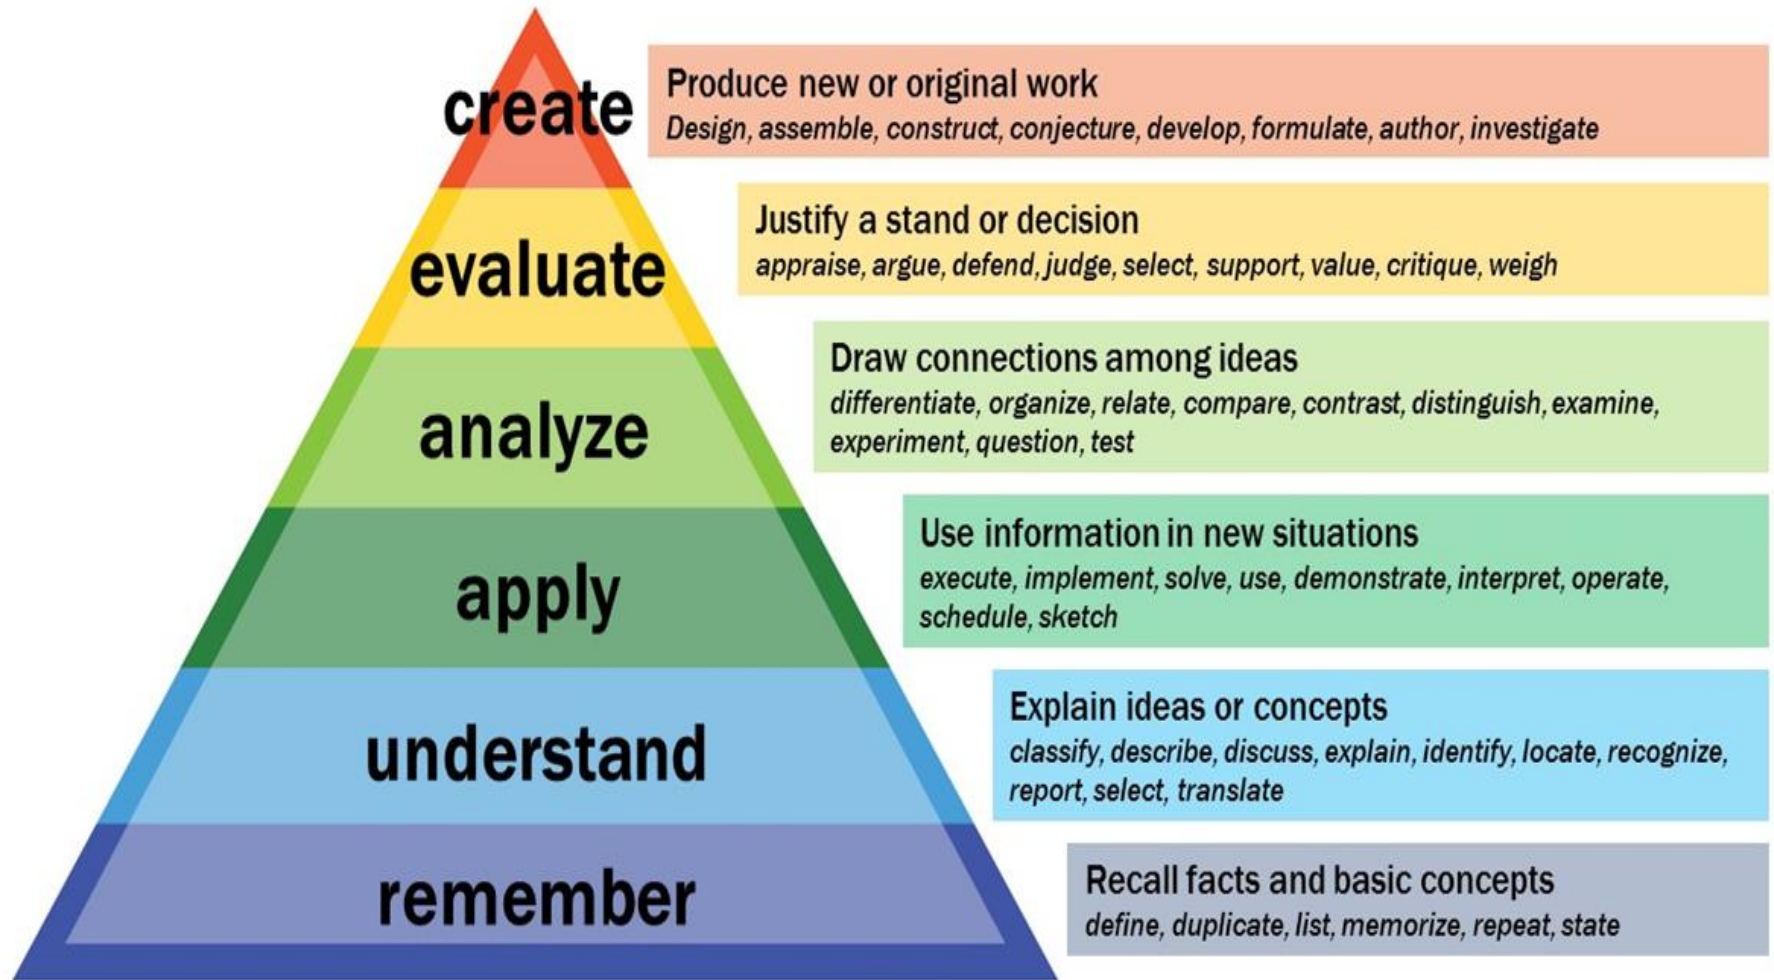 create
Produce new or original work
Design, assemble, construct, conjecture, develop, formulate, author, investigate
evaluate
Justify a stand or decision
appraise, argue, defend, judge, select, support, value, critique, weigh
analyze
Draw connections among ideas
differentiate, organize, relate, compare, contrast, distinguish, examine,
experiment, question, test
apply
Use information in new situations
execute, implement, solve, use, demonstrate, interpret, operate,
schedule, sketch
understand
Explain ideas or concepts
classify, describe, discuss, explain, identify, locate, recognize,
report, select, translate
remember
Recall facts and basic concepts
define, duplicate, list, memorize, repeat, state